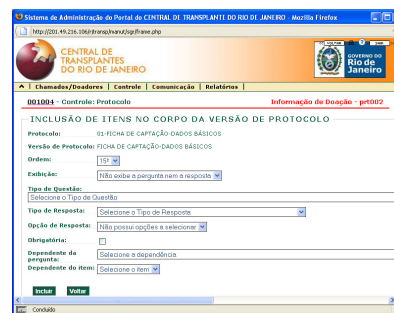 Sistema de Administração do Portal do CENTRAL DE TRANSPLANTE DO RIO DE JANEIRO - Mozilla Firefox
http://201.49.216.106/rjtransp/manut/sgi/frame.php
CENTRAL DE
TRANSPLANTES
DO RIO DE JANEIRO
GOVERNO DO
Rio de
Janeiro
Chamados/Doadores | Controle | Comunicação | Relatórios |
001004 - Controle: Protocolo
Informação de Doação - prt002
INCLUSÃO DE ITENS NO CORPO DA VERSÃO DE PROTOCOLO
Protocolo: 01-FICHA DE CAPTAÇÃO-DADOS BÁSICOS
Versão de Protocolo: FICHA DE CAPTAÇÃO-DADOS BÁSICOS
Ordem: 15º
Exibição: Não exibe a pergunta nem a resposta
Tipo de Questão:
Selecione o Tipo de Questão
Tipo de Resposta: Selecione o Tipo de Resposta
Opção de Resposta: Não possui opções a selecionar
Obrigatória:
Dependente da
pergunta: Selecione a dependência
Dependente do item: Selecione o item
Incluir Voltar
Concluído